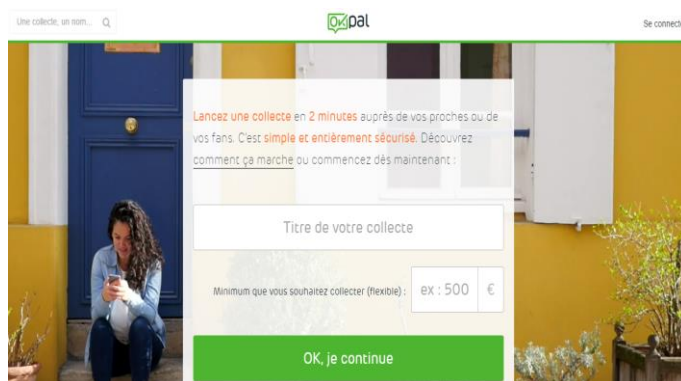 Une collecte, un nom...
OKpal
Se connecte
Lancez une collecte en 2 minutes auprès de vos proches ou de
vos fans. C'est simple et entièrement sécurisé. Découvrez
comment ça marche ou commencez dès maintenant :
Titre de votre collecte
Minimum que vous souhaitez collecter (flexible) : ex : 500 €
OK, je continue